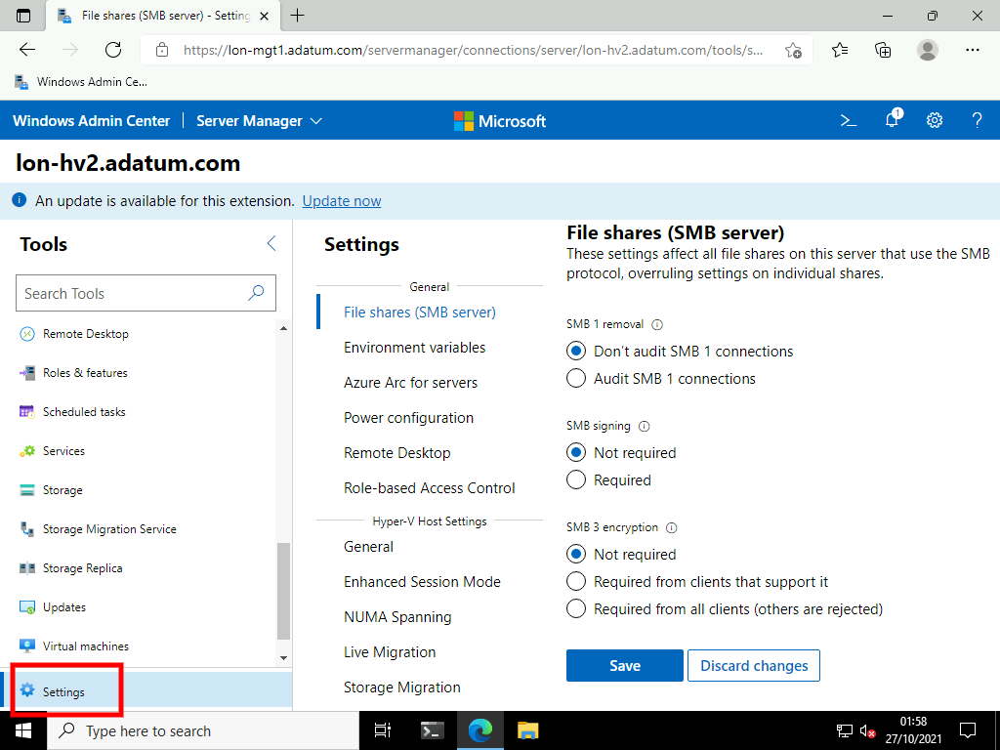 File shares (SMB server) - Setting
https://lon-mgt1.adatum.com/servermanager/connections/server/lon-hv2.adatum.com/tools/s...
Windows Admin Ce...
Windows Admin Center
Server Manager
Microsoft
1
?
lon-hv2.adatum.com
An update is available for this extension. Update now
Tools
Search Tools
Remote Desktop
Roles & features
Scheduled tasks
Services
Storage
Storage Migration Service
Storage Replica
Updates
Virtual machines
Settings
Settings
General
File shares (SMB server)
Environment variables
Azure Arc for servers
Power configuration
Remote Desktop
Role-based Access Control
Hyper-V Host Settings
General
Enhanced Session Mode
NUMA Spanning
Live Migration
Storage Migration
File shares (SMB server)
These settings affect all file shares on this server that use the SMB
protocol, overruling settings on individual shares.
SMB 1 removal
Don't audit SMB 1 connections
Audit SMB 1 connections
SMB signing
Not required
Required
SMB 3 encryption
Not required
Required from clients that support it
Required from all clients (others are rejected)
Save
Discard changes
Type here to search
01:58
27/10/2021